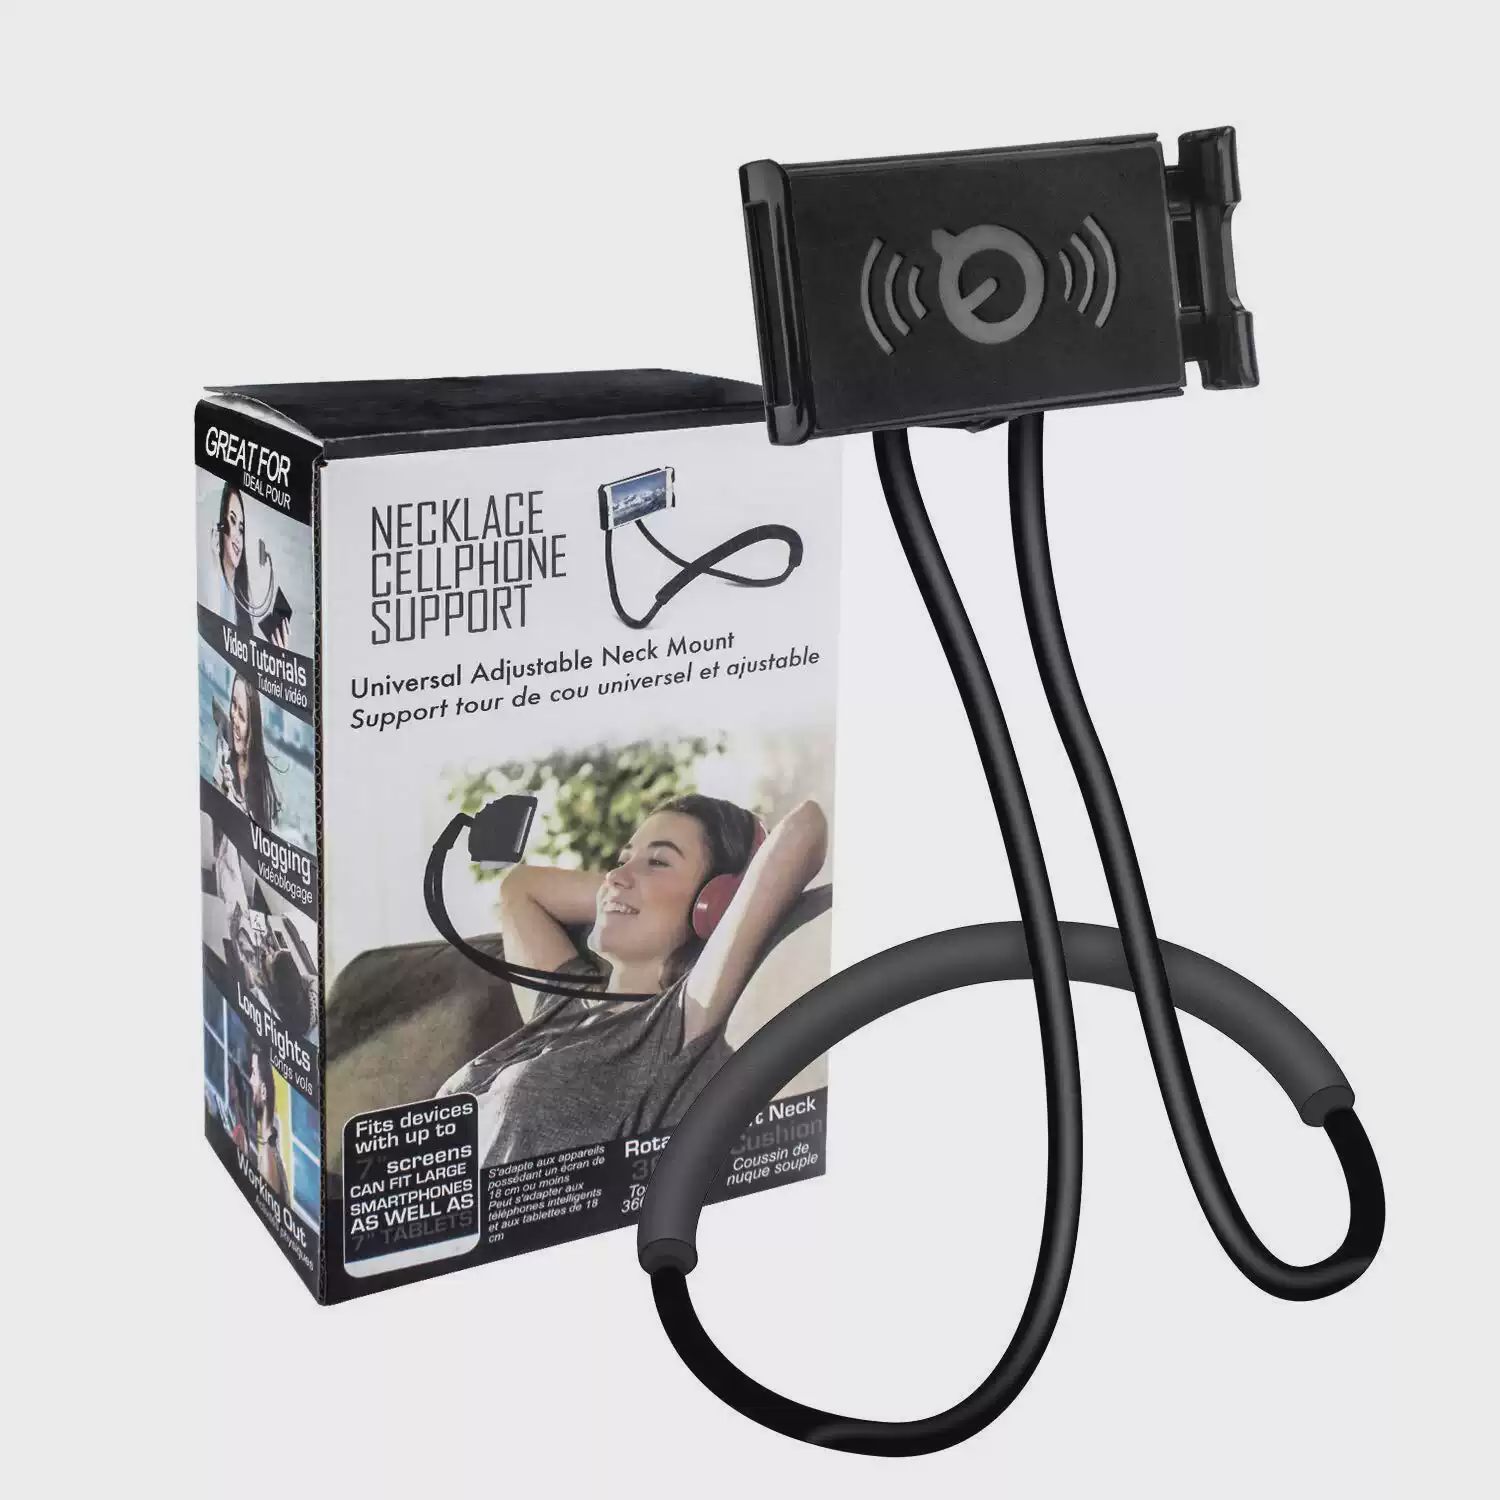 GREAT FOR
IDEAL POUR
Video Tutorials
Tutoriel vidéo
Vlogging
Vidéoblogage
Long Flights
Longs vols
Working Out
NECKLACE
CELLPHONE
SUPPORT
Universal Adjustable Neck Mount
Support tour de cou universel et ajustable
Fits devices
with up to
7" screens
CAN FIT LARGE
SMARTPHONES
AS WELL AS
7" TABLETS
S'adapte aux appareils
possédant un écran de
18 cm ou moins
Peut s'adapter aux
téléphones intelligents
et aux tablettes de 18
cm
Rota
Neck
Cushion
Coussin de
nuque souple